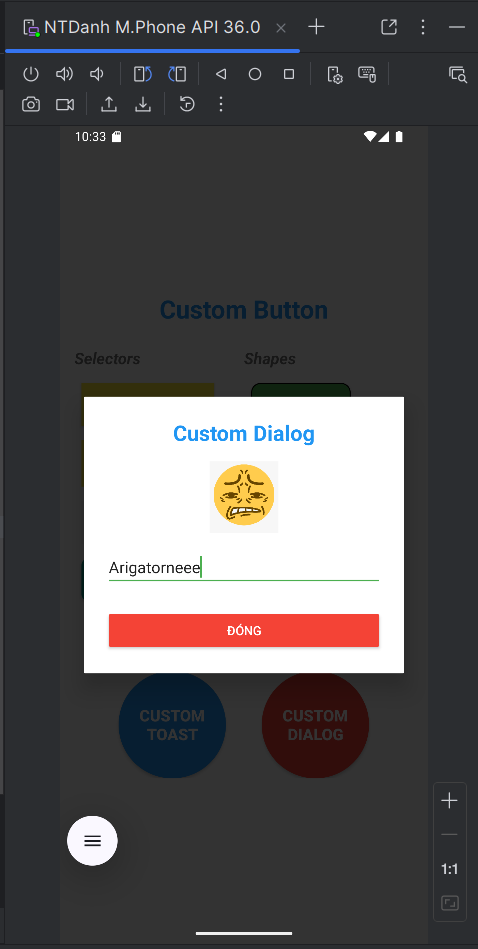 NTDanh M.Phone API 36.0
10:33
Custom Button
Selectors
Shapes
Custom Dialog
Arigatorneee
ĐÓNG
CUSTOM
TOAST
CUSTOM
DIALOG
1:1